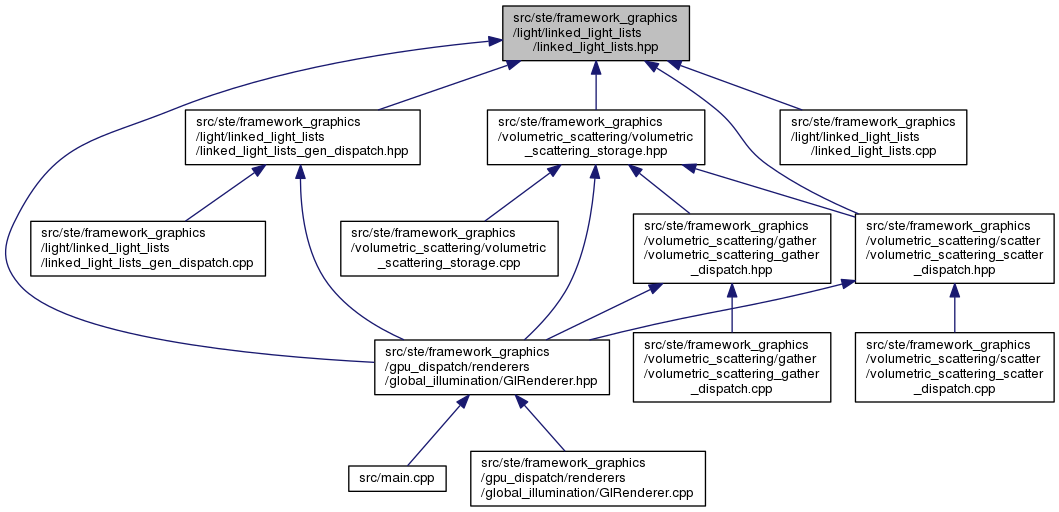 src/ste/framework_graphics
/light/linked_light_lists
/linked_light_lists.hpp
src/ste/framework_graphics
/light/linked_light_lists
/linked_light_lists_gen_dispatch.hpp
src/ste/framework_graphics
/volumetric_scattering/volumetric
_scattering_storage.hpp
src/ste/framework_graphics
/light/linked_light_lists
/linked_light_lists.cpp
src/ste/framework_graphics
/light/linked_light_lists
/linked_light_lists_gen_dispatch.cpp
src/ste/framework_graphics
/volumetric_scattering/volumetric
_scattering_storage.cpp
src/ste/framework_graphics
/volumetric_scattering/gather
/volumetric_scattering_gather
_dispatch.hpp
src/ste/framework_graphics
/volumetric_scattering/scatter
/volumetric_scattering_scatter
_dispatch.hpp
src/ste/framework_graphics
/gpu_dispatch/renderers
/global_illumination/GIRenderer.hpp
src/ste/framework_graphics
/volumetric_scattering/gather
/volumetric_scattering_gather
_dispatch.cpp
src/ste/framework_graphics
/volumetric_scattering/scatter
/volumetric_scattering_scatter
_dispatch.cpp
src/main.cpp
src/ste/framework_graphics
/gpu_dispatch/renderers
/global_illumination/GIRenderer.cpp